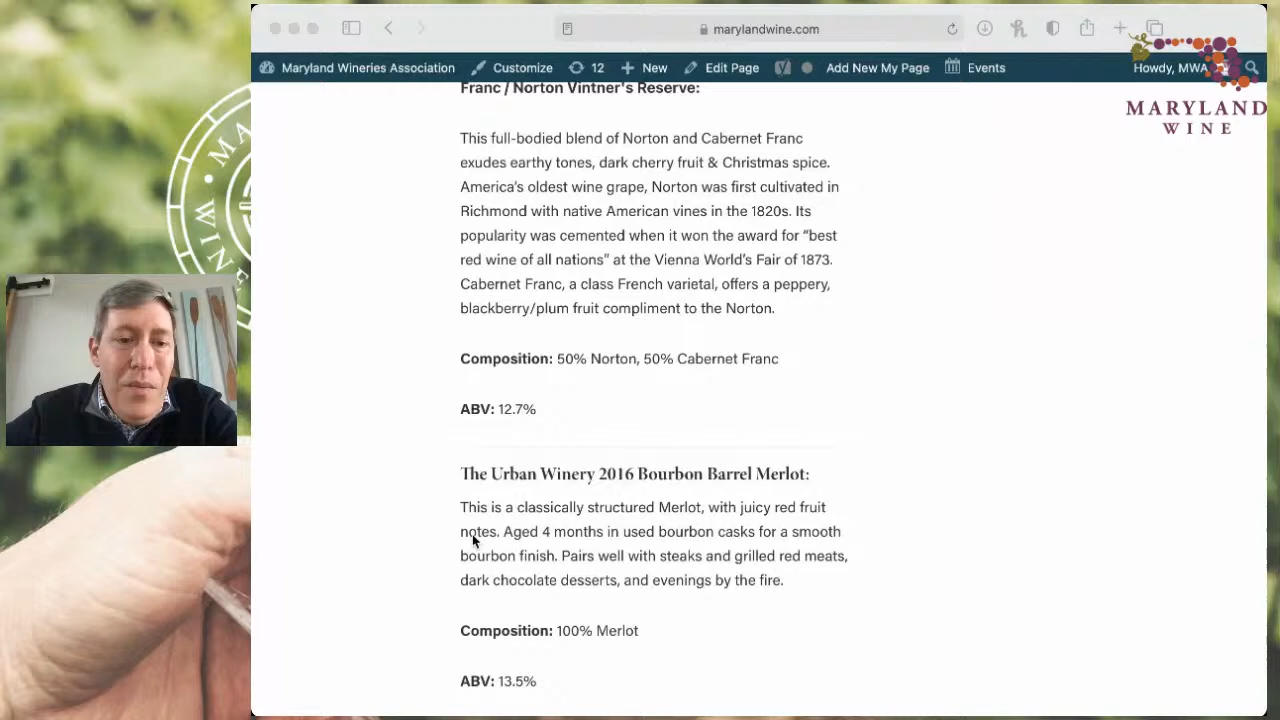 marylandwine.com
Maryland Wineries Association Customize 12 New Edit Page Add New My Page Events Howdy, MWA
MARYLAND
WINE
Franc / Norton Vintner's Reserve:
This full-bodied blend of Norton and Cabernet Franc
exudes earthy tones, dark cherry fruit & Christmas spice.
America's oldest wine grape, Norton was first cultivated in
Richmond with native American vines in the 1820s. Its
popularity was cemented when it won the award for “best
red wine of all nations” at the Vienna World's Fair of 1873.
Cabernet Franc, a class French varietal, offers a peppery,
blackberry/plum fruit compliment to the Norton.
Composition: 50% Norton, 50% Cabernet Franc
ABV: 12.7%
The Urban Winery 2016 Bourbon Barrel Merlot:
This is a classically structured Merlot, with juicy red fruit
notes. Aged 4 months in used bourbon casks for a smooth
bourbon finish. Pairs well with steaks and grilled red meats,
dark chocolate desserts, and evenings by the fire.
Composition: 100% Merlot
ABV: 13.5%